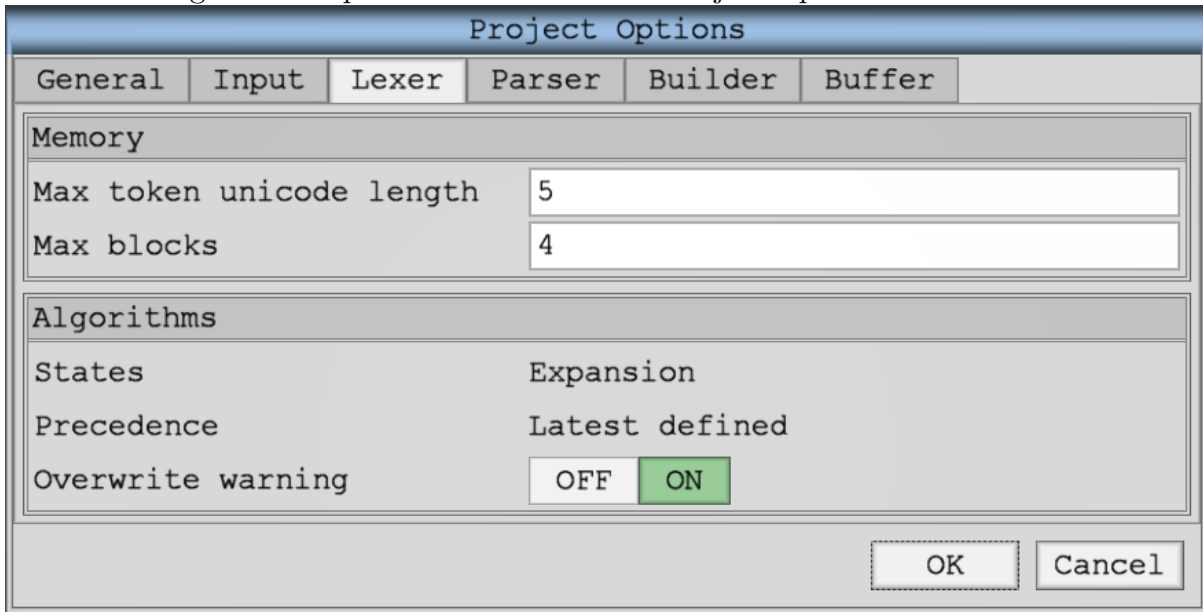 Project Options
General Input Lexer Parser Builder Buffer
Memory
Max token unicode length 5
Max blocks 4
Algorithms
States Expansion
Precedence Latest defined
Overwrite warning OFF ON
OK Cancel